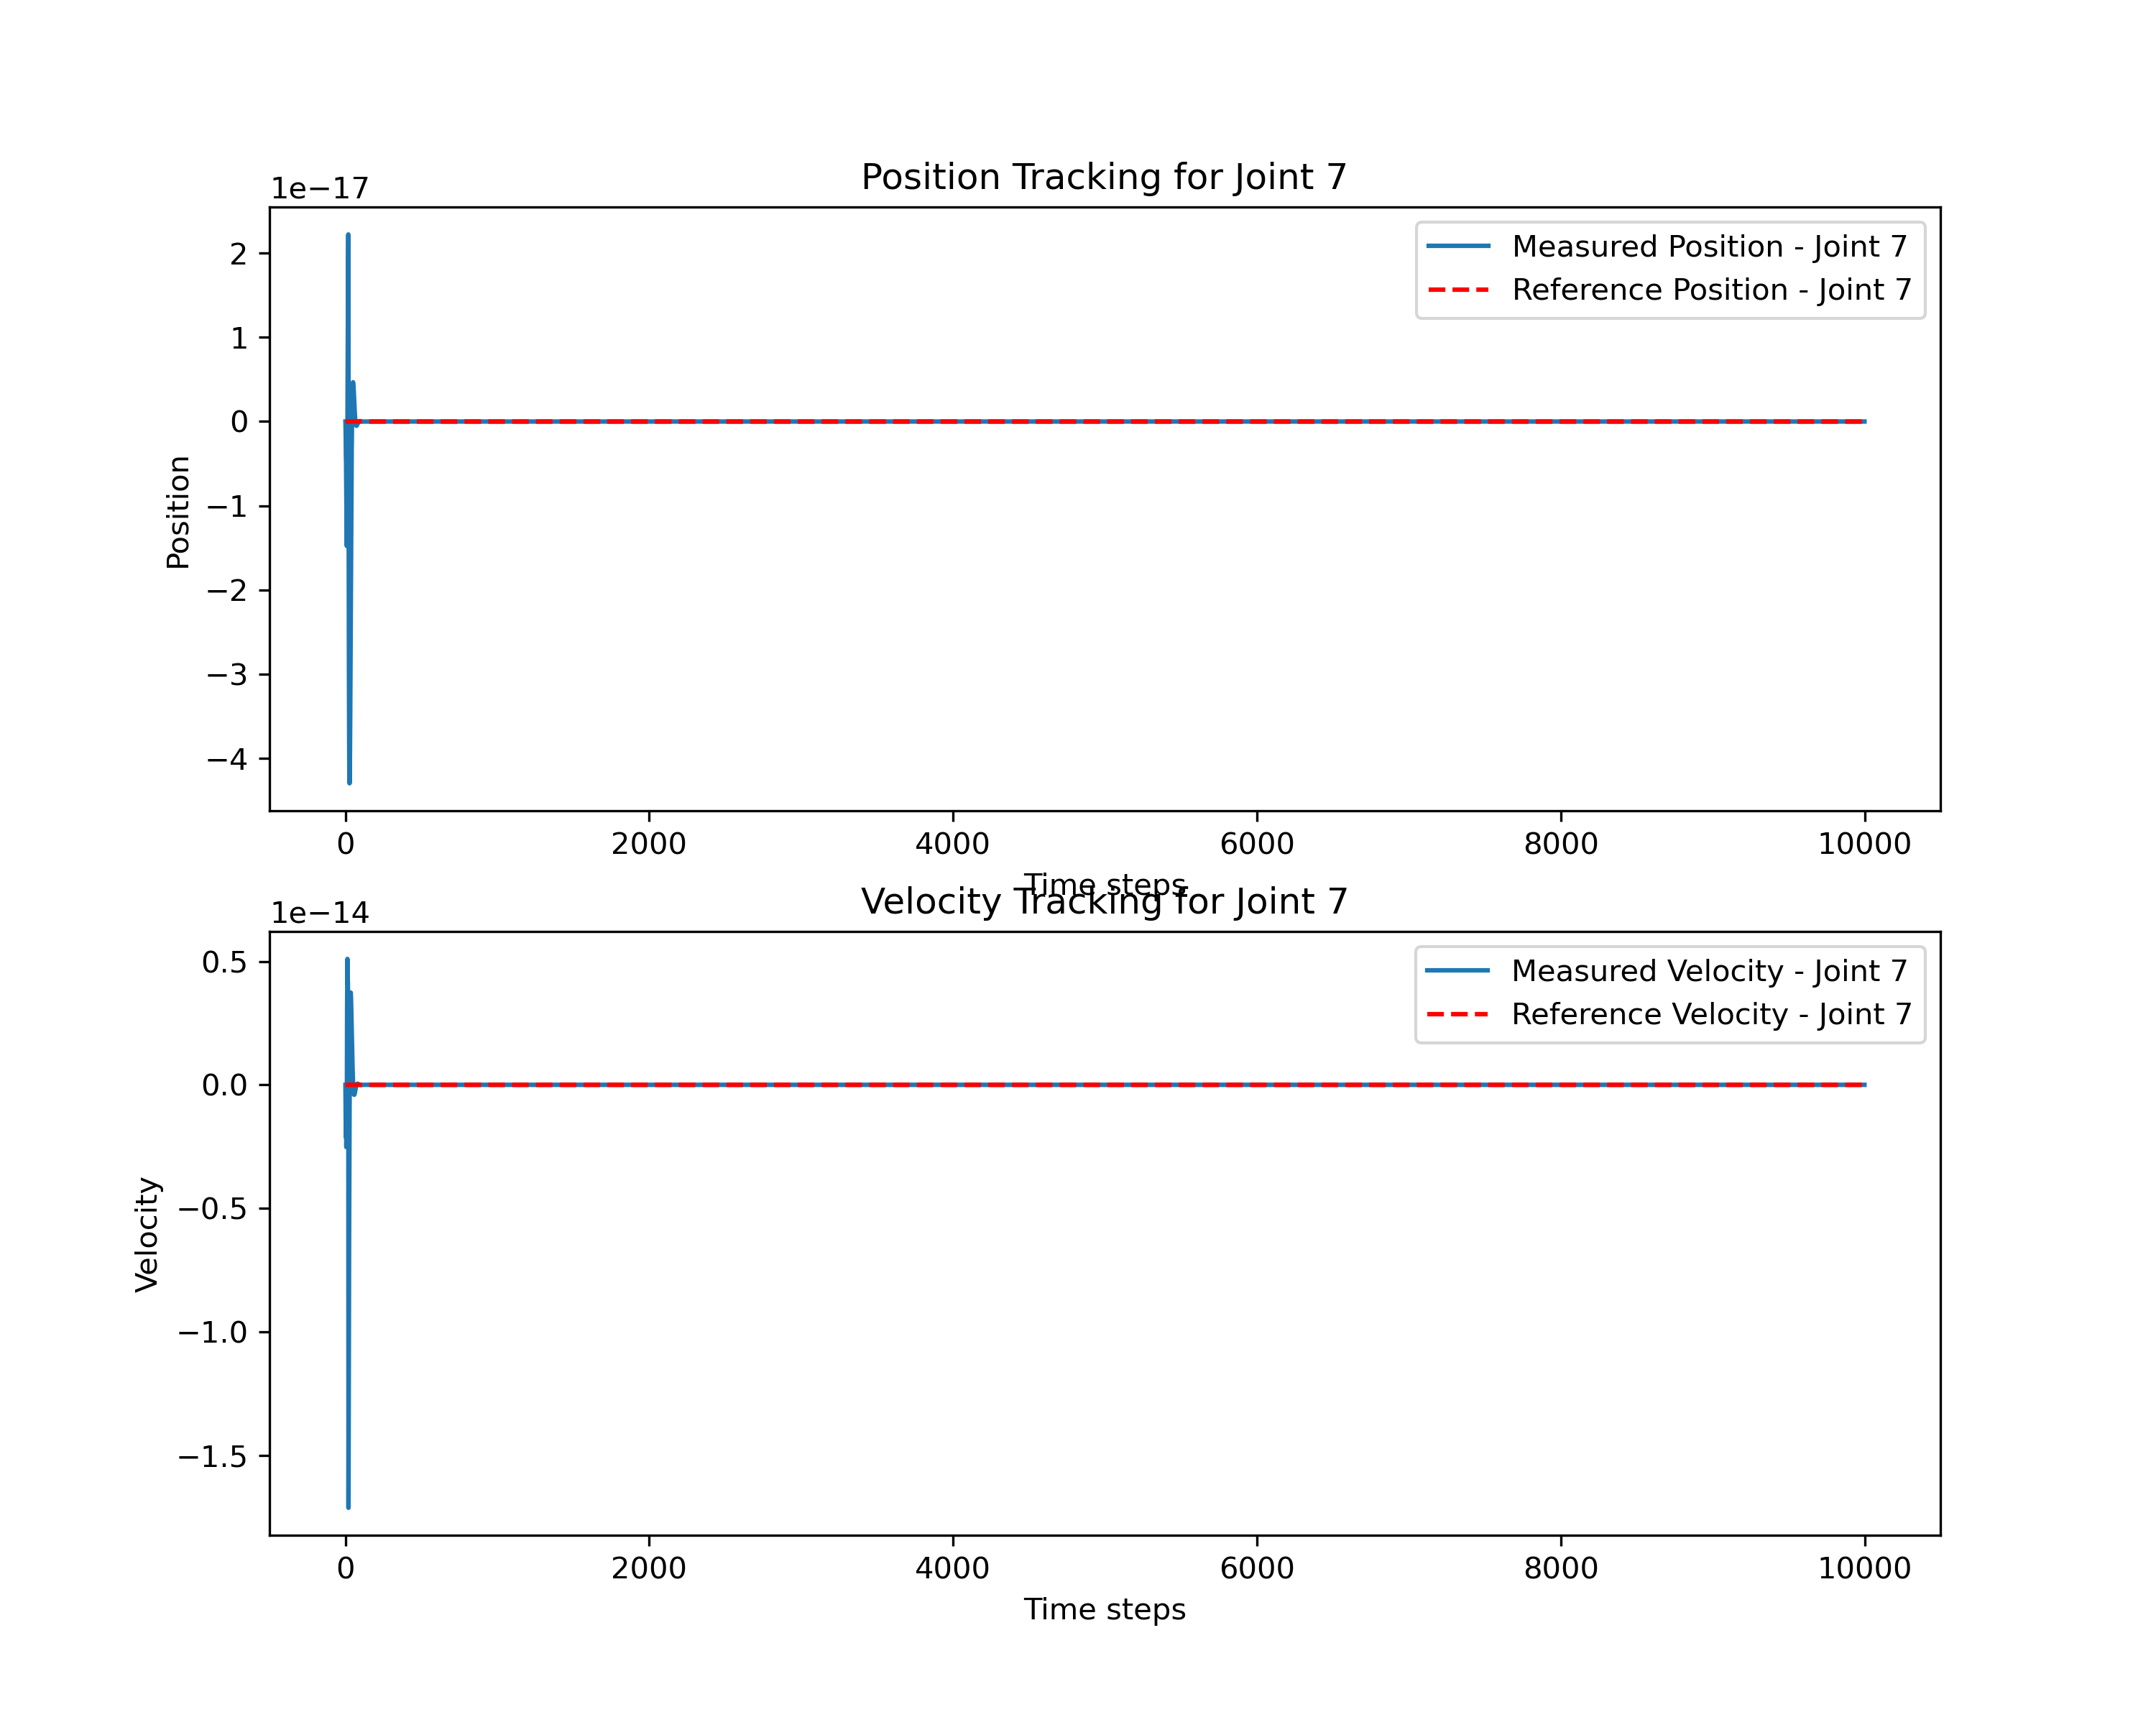 Position Tracking for Joint 7
1e−17
2
1
0
−1
−2
−3
−4
Position
Measured Position - Joint 7
Reference Position - Joint 7
0 2000 4000 6000 8000 10000
Time steps
Velocity Tracking for Joint 7
1e−14
0.5
0.0
−0.5
−1.0
−1.5
Velocity
Measured Velocity - Joint 7
Reference Velocity - Joint 7
0 2000 4000 6000 8000 10000
Time steps